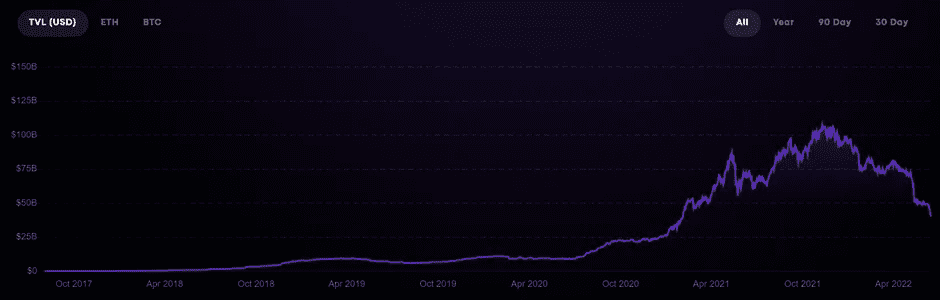 TVL (USD) ETH BTC All Year 90 Day 30 Day
$150B
$125B
$100B
$75B
$50B
$25B
$0
Oct 2017 Apr 2018 Oct 2018 Apr 2019 Oct 2019 Apr 2020 Oct 2020 Apr 2021 Oct 2021 Apr 2022